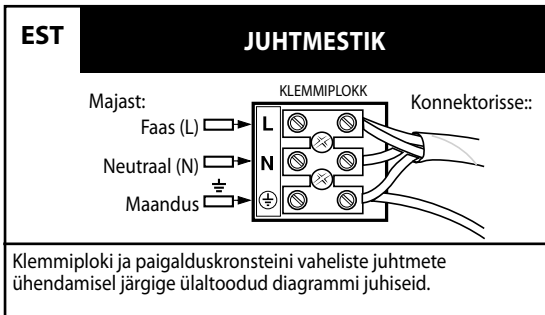 EST
JUHTMESTIK
KLEMMIPLOKK
Majast:
Konnektorisse::
Faas (L)
L
Neutraal (N)
N
Maandus
Klemmiploki ja paigalduskronsteini vaheliste juhtmete
ühendamisel järgige ülaltoodud diagrammi juhiseid.